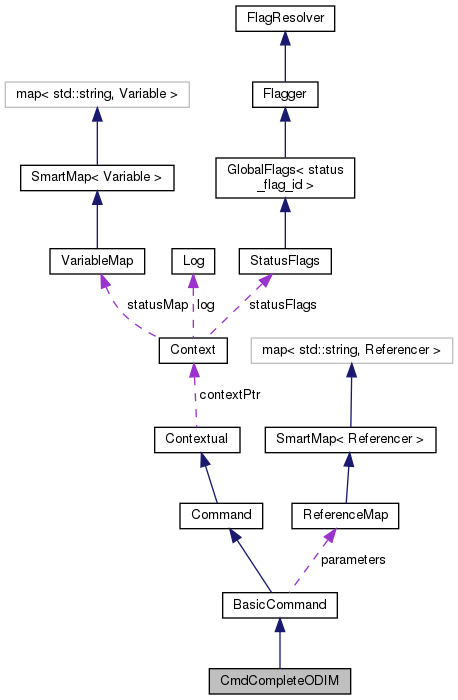 FlagResolver
map< std::string, Variable >
Flagger
SmartMap< Variable >
GlobalFlags< status
_flag_id >
VariableMap
Log
StatusFlags
statusMap
log
statusFlags
Context
map< std::string, Referencer >
contextPtr
Contextual
SmartMap< Referencer >
Command
ReferenceMap
parameters
BasicCommand
CmdCompleteODIM